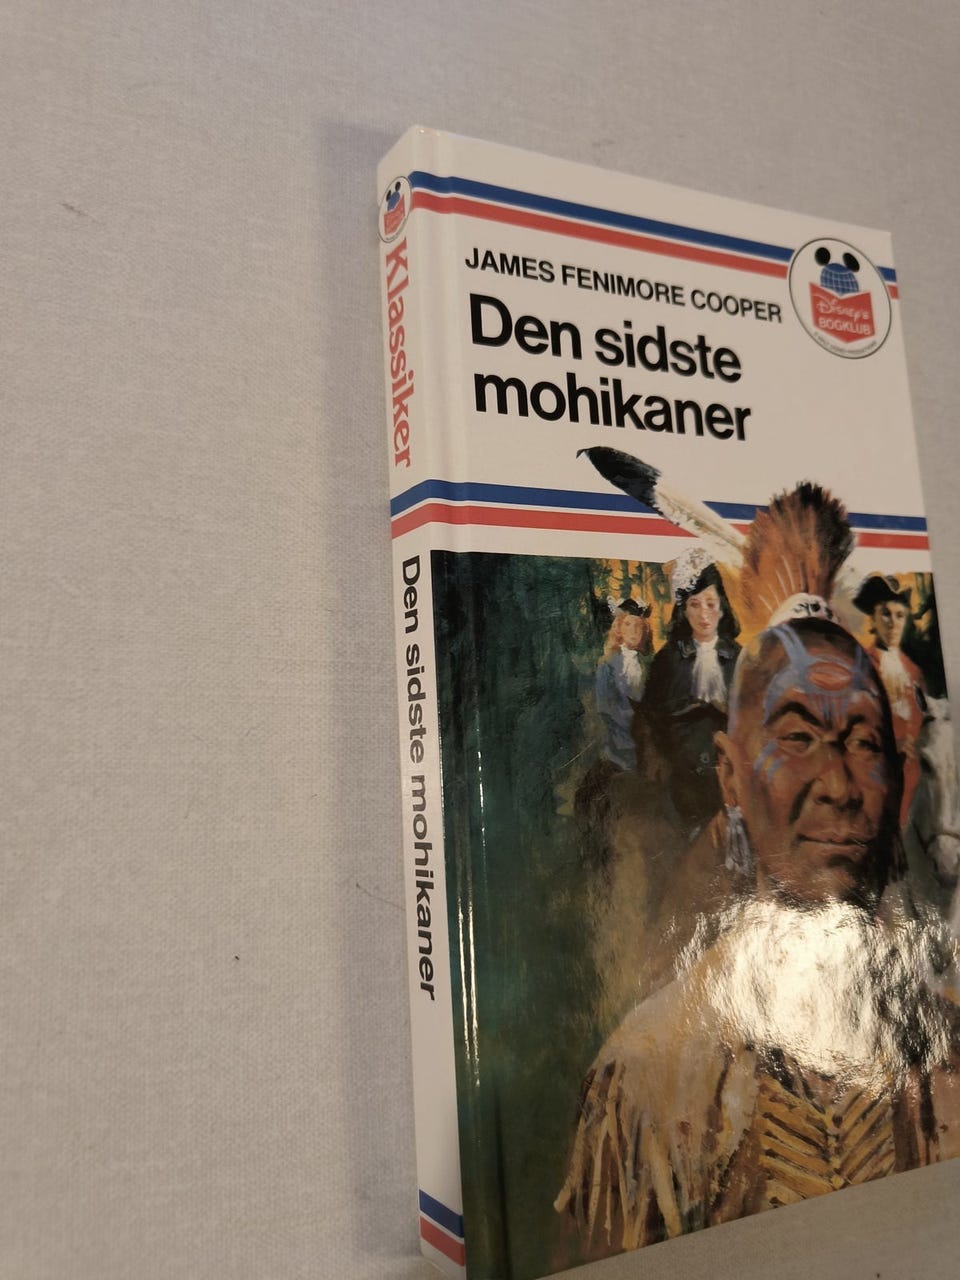 JAMES FENIMORE COOPER
Den sidste
mohikaner
Disney's
BOGKLUB
Klassiker
Den sidste mohikaner